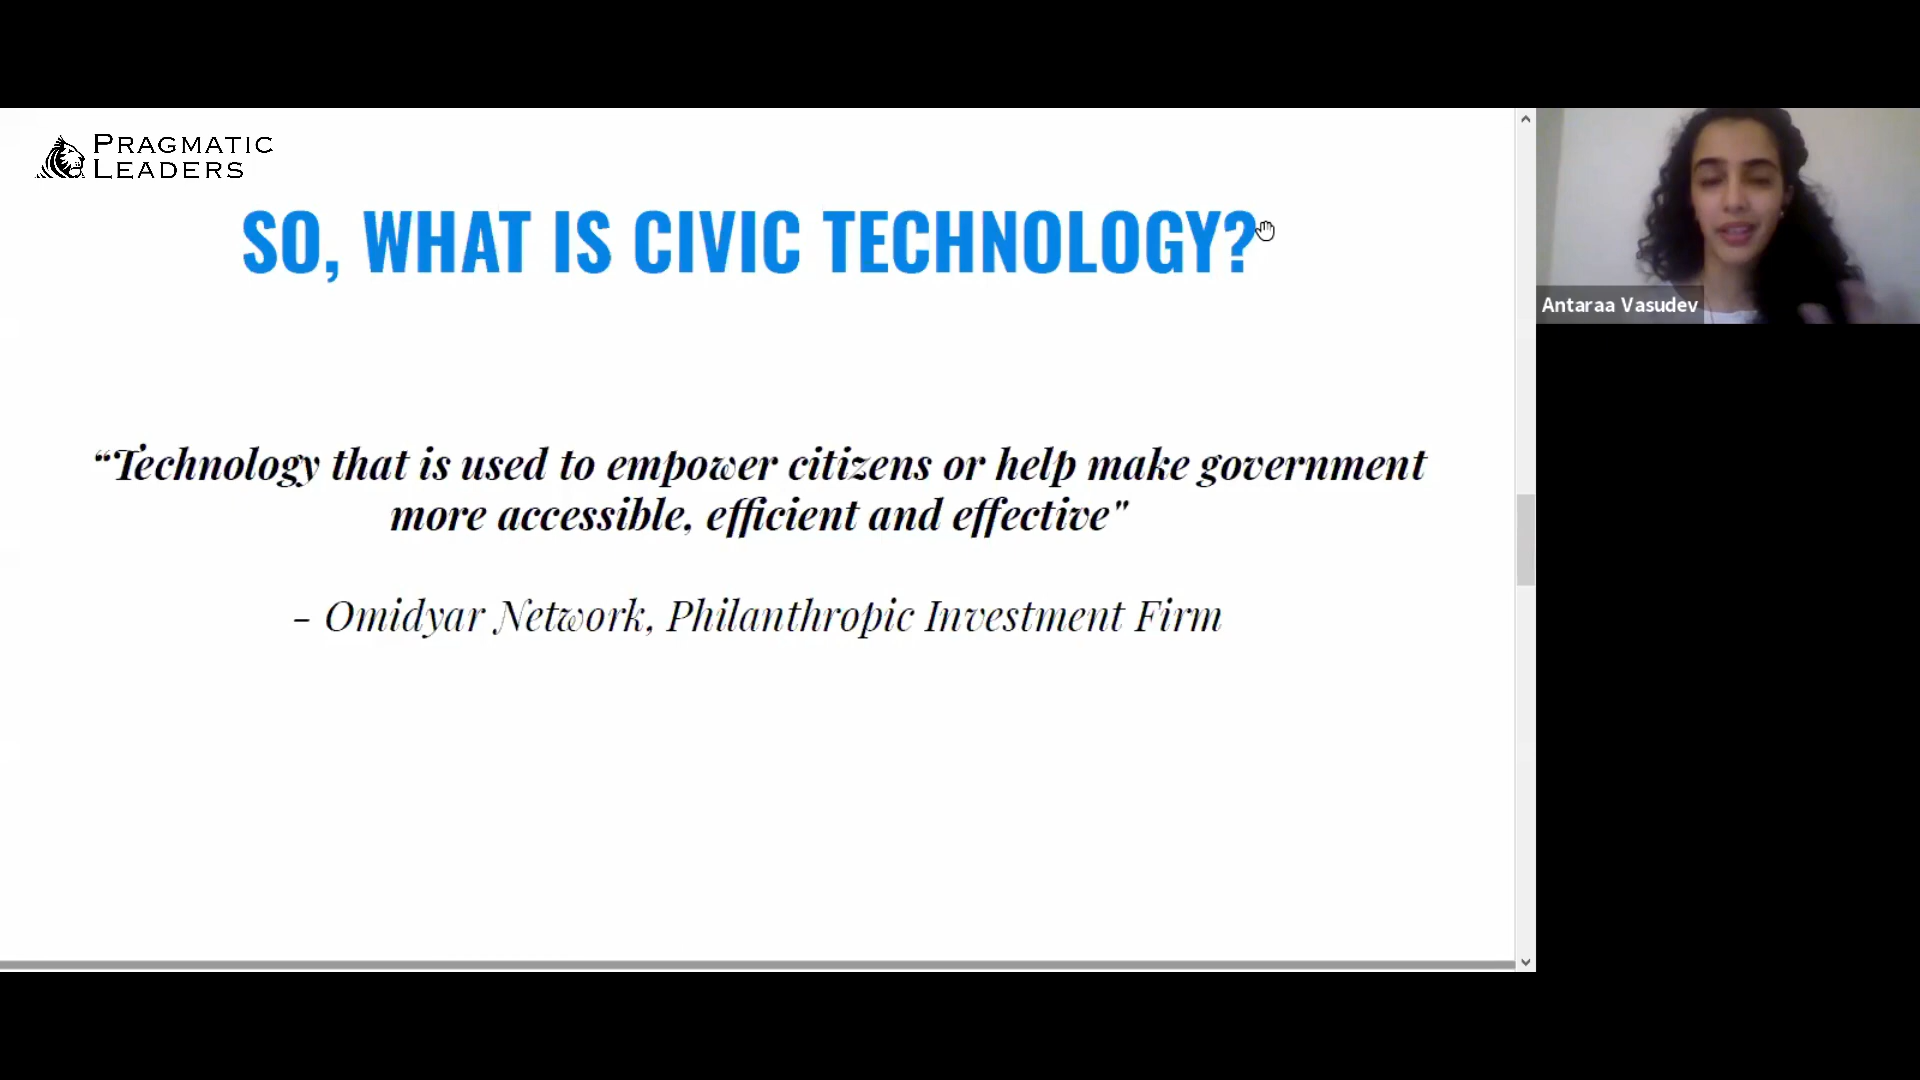 PRAGMATIC
LEADERS
SO, WHAT IS CIVIC TECHNOLOGY?
“Technology that is used to empower citizens or help make government
more accessible, efficient and effective"
- Omidyar Network, Philanthropic Investment Firm
Antaraa Vasudev